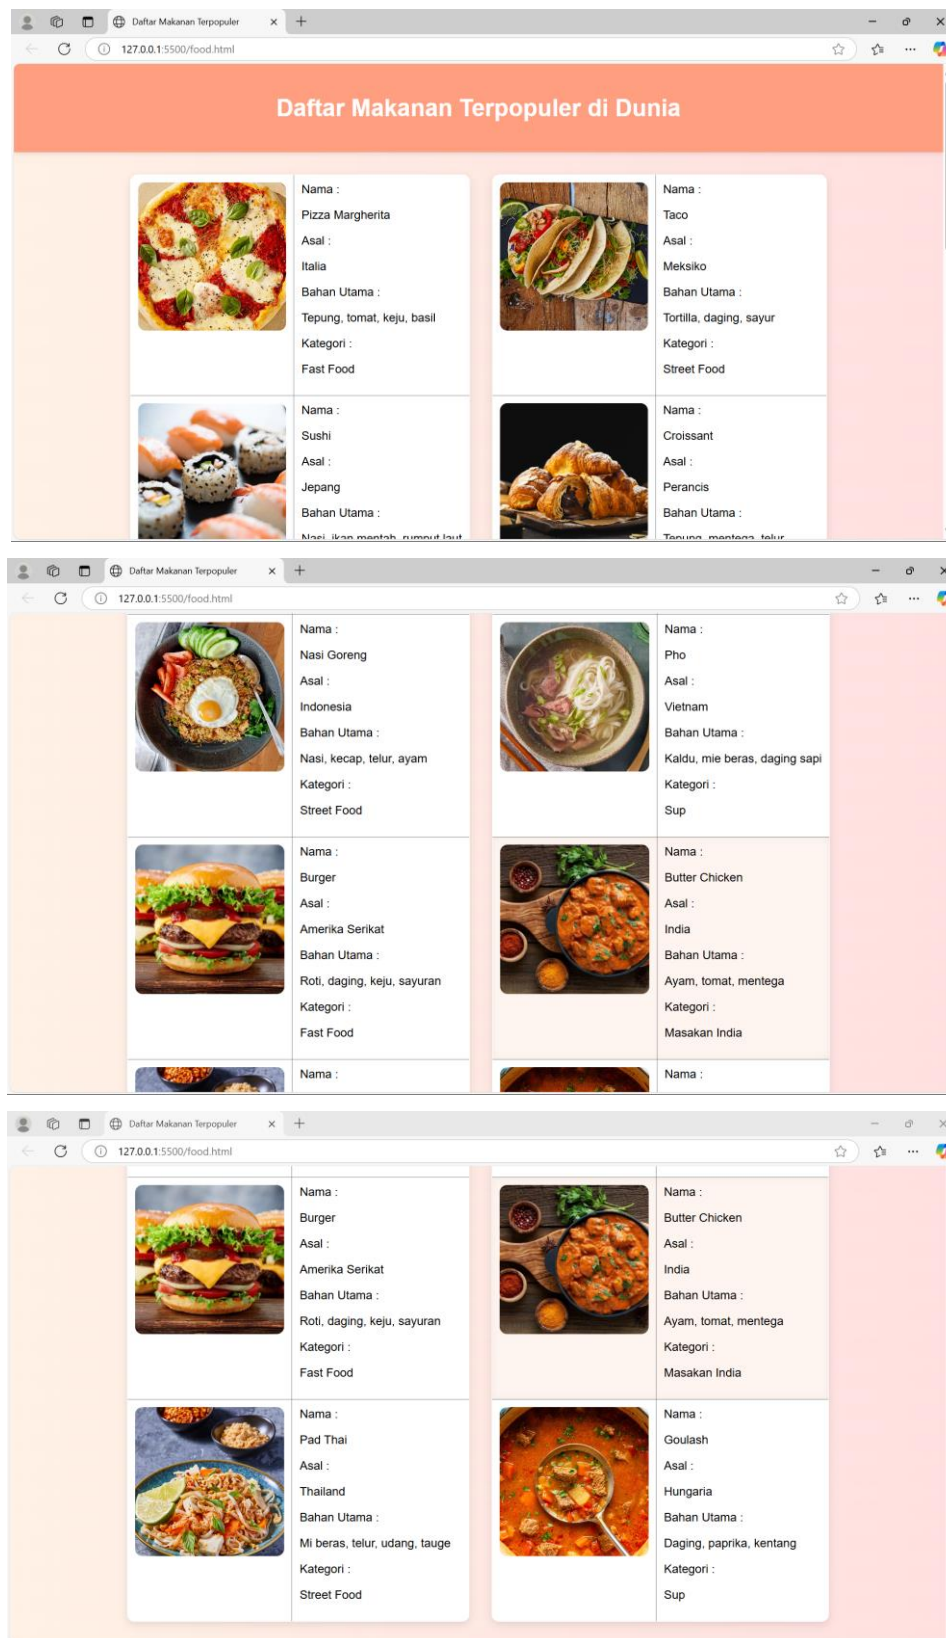 Daftar Makanan Terpopuler
127.0.0.1:5500/food.html
Daftar Makanan Terpopuler di Dunia
Nama :
Pizza Margherita
Asal :
Italia
Bahan Utama :
Tepung, tomat, keju, basil
Kategori :
Fast Food
Nama :
Taco
Asal :
Meksiko
Bahan Utama :
Tortilla, daging, sayur
Kategori :
Street Food
Nama :
Sushi
Asal :
Jepang
Bahan Utama :
Nasi, ikan mentah, rumput laut
Nama :
Croissant
Asal :
Perancis
Bahan Utama :
Tepung, mentega, telur
Daftar Makanan Terpopuler
127.0.0.1:5500/food.html
Nama :
Nasi Goreng
Asal :
Indonesia
Bahan Utama :
Nasi, kecap, telur, ayam
Kategori :
Street Food
Nama :
Pho
Asal :
Vietnam
Bahan Utama :
Kaldu, mie beras, daging sapi
Kategori :
Sup
Nama :
Burger
Asal :
Amerika Serikat
Bahan Utama :
Roti, daging, keju, sayuran
Kategori :
Fast Food
Nama :
Butter Chicken
Asal :
India
Bahan Utama :
Ayam, tomat, mentega
Kategori :
Masakan India
Nama :
Nama :
Daftar Makanan Terpopuler
127.0.0.1:5500/food.html
Nama :
Burger
Asal :
Amerika Serikat
Bahan Utama :
Roti, daging, keju, sayuran
Kategori :
Fast Food
Nama :
Butter Chicken
Asal :
India
Bahan Utama :
Ayam, tomat, mentega
Kategori :
Masakan India
Nama :
Pad Thai
Asal :
Thailand
Bahan Utama :
Mi beras, telur, udang, tauge
Kategori :
Street Food
Nama :
Goulash
Asal :
Hungaria
Bahan Utama :
Daging, paprika, kentang
Kategori :
Sup